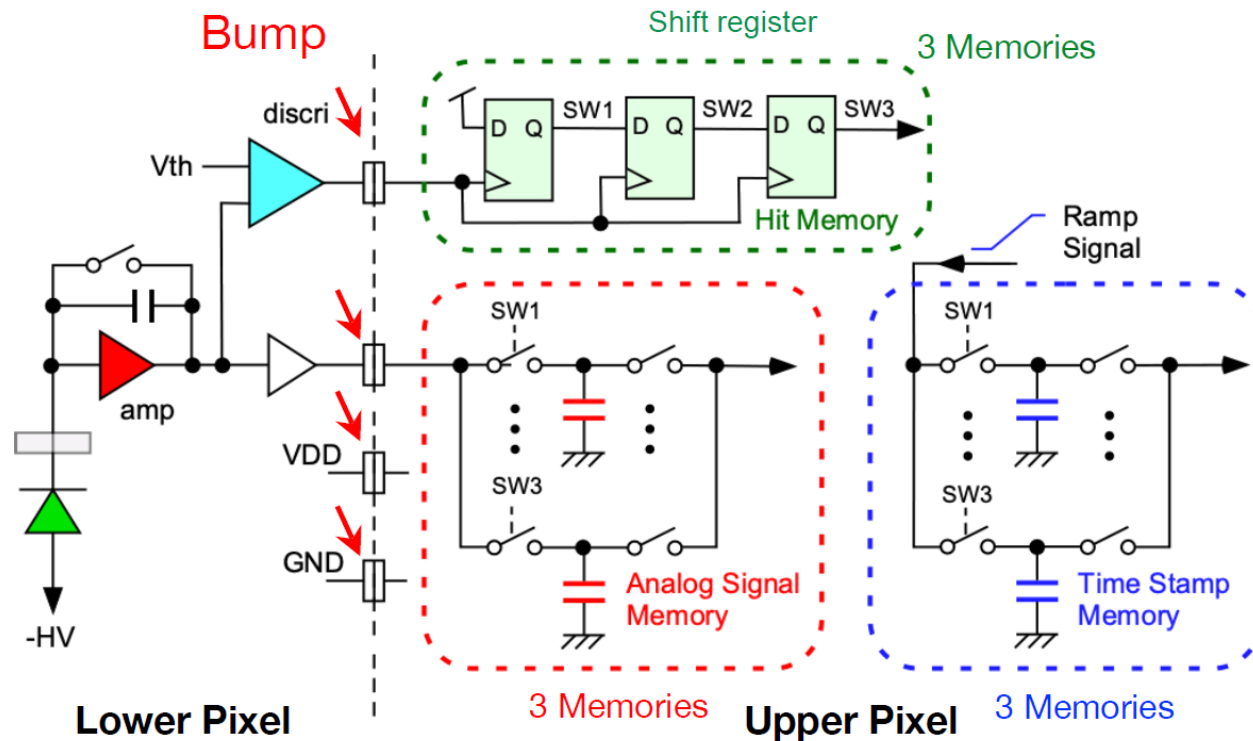 Bump
Shift register
3 Memories
discri
Vth
D Q
SW1
D Q
SW2
D Q
SW3
Hit Memory
Ramp
Signal
amp
VDD
GND
-HV
SW1
SW3
Analog Signal
Memory
SW1
SW3
Time Stamp
Memory
3 Memories
3 Memories
Lower Pixel
Upper Pixel